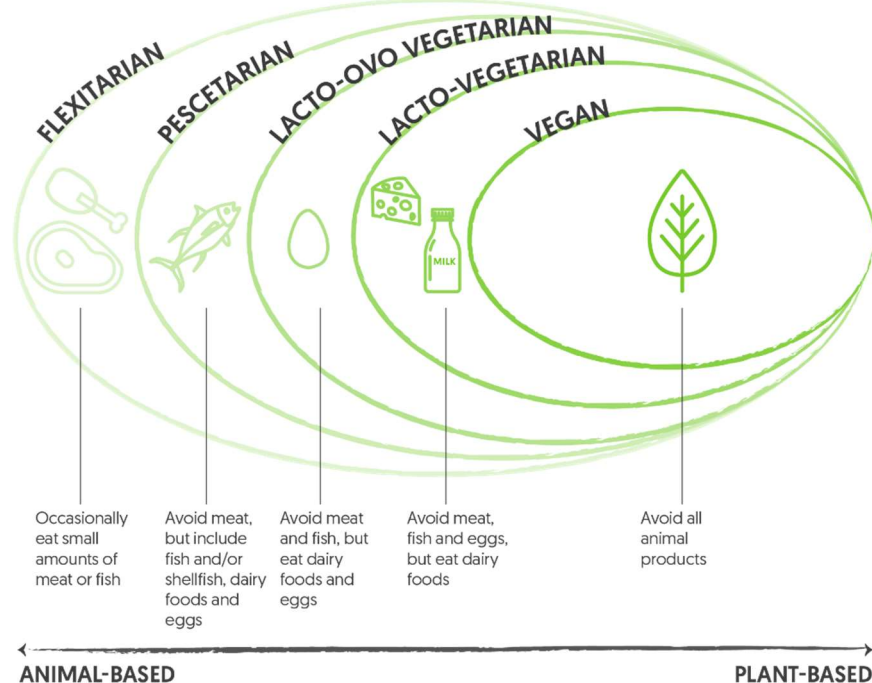 FLEXITARIAN
PESCETARIAN
LACTO-OVO VEGETARIAN
LACTO-VEGETARIAN
VEGAN
MILK
Occasionally
eat small
amounts of
meat or fish
Avoid meat,
but include
fish and/or
shellfish, dairy
foods and
eggs
Avoid meat
and fish, but
eat dairy
foods and
eggs
Avoid meat,
fish and eggs,
but eat dairy
foods
Avoid all
animal
products
ANIMAL-BASED
PLANT-BASED